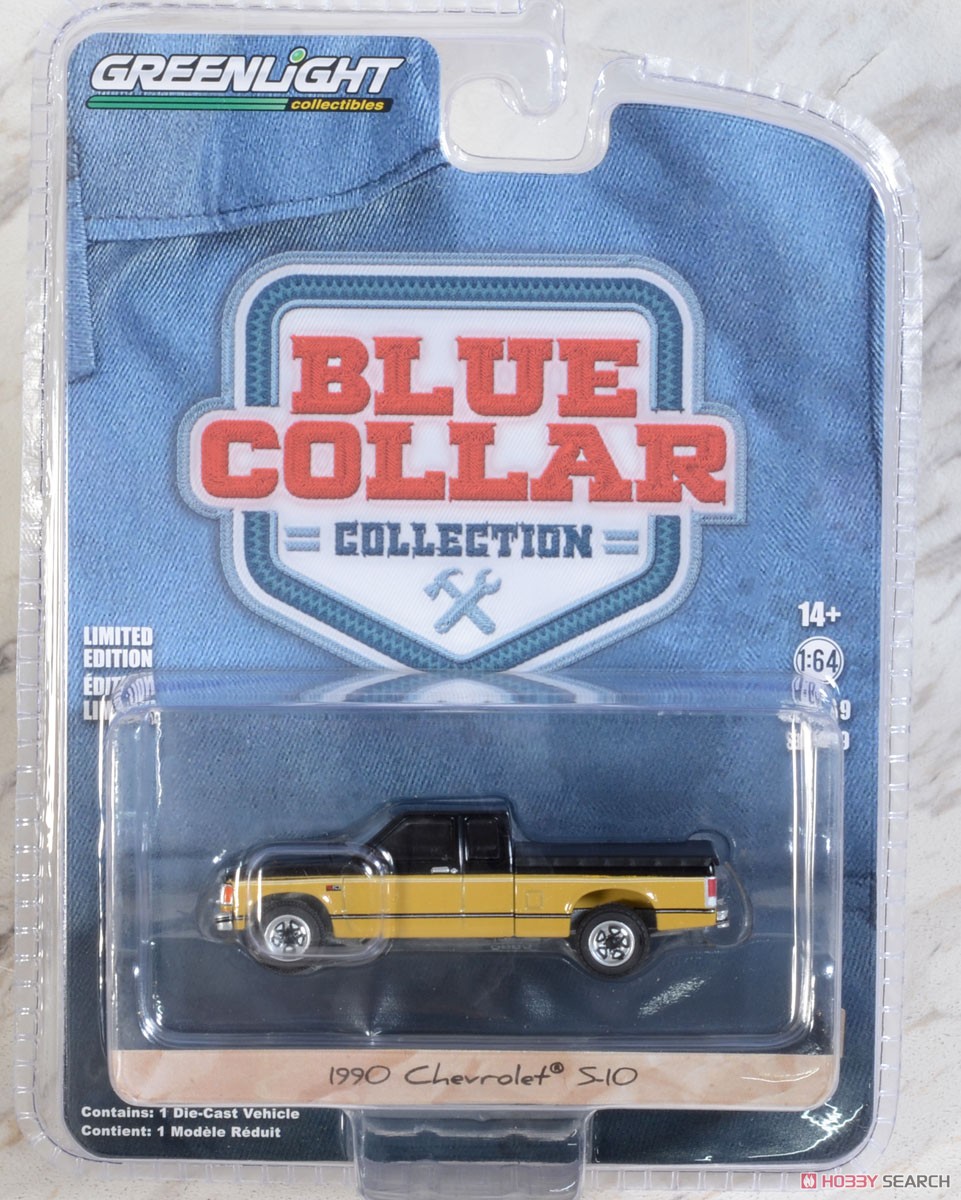 GREENLiGHT
collectibles
BLUE
COLLAR
COLLECTION
14+
LIMITED
EDITION
1:64
1990 Chevrolet® S-10
Contains: 1 Die-Cast Vehicle
Contient: 1 Modèle Réduit
HOBBY SEARCH